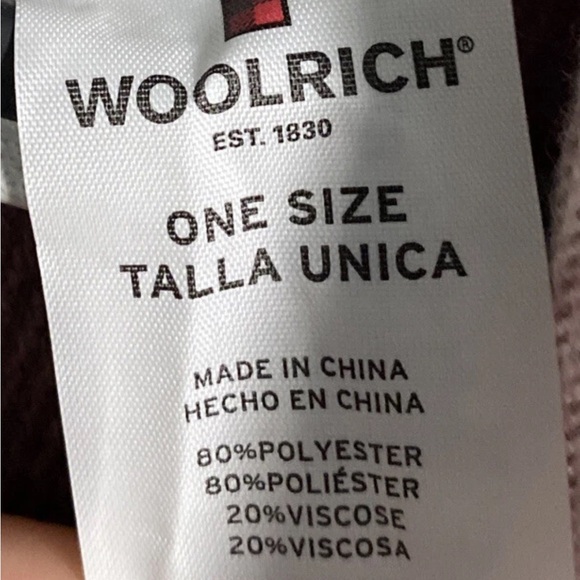 WOOLRICH®
EST. 1830
ONE SIZE
TALLA UNICA
MADE IN CHINA
HECHO EN CHINA
80%POLYESTER
80%POLIÉSTER
20%VISCOSE
20%VISCOSA